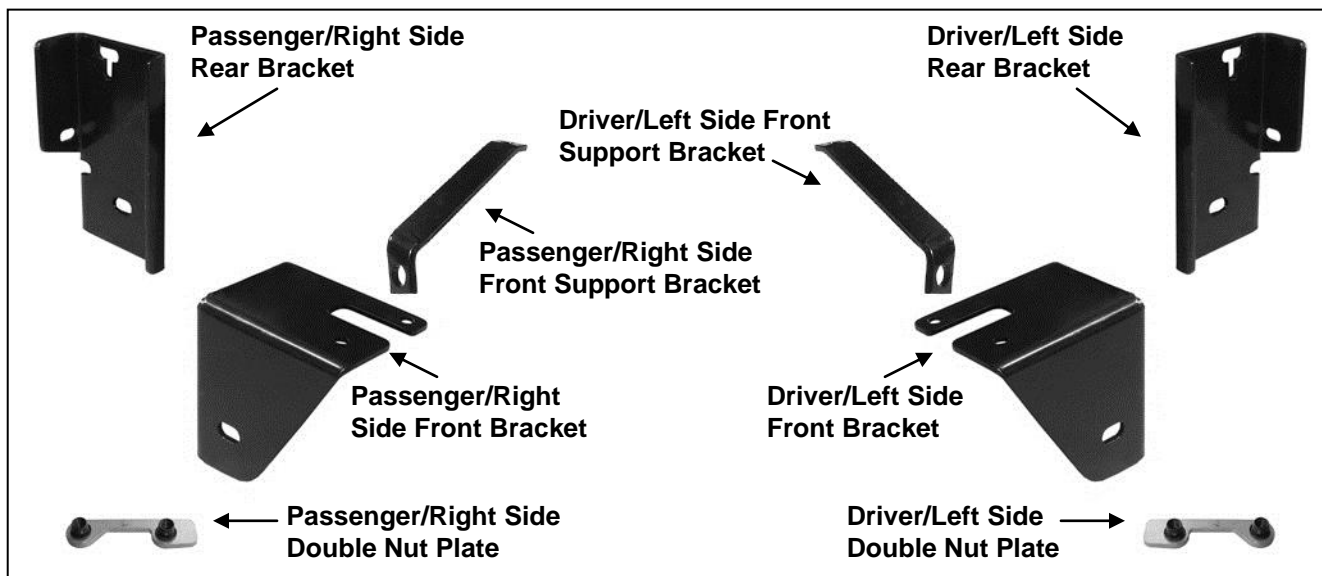 Passenger/Right Side
Rear Bracket
Driver/Left Side
Rear Bracket
Driver/Left Side Front
Support Bracket
Passenger/Right Side
Front Support Bracket
Passenger/Right
Side Front Bracket
Driver/Left Side
Front Bracket
Passenger/Right Side
Double Nut Plate
Driver/Left Side
Double Nut Plate